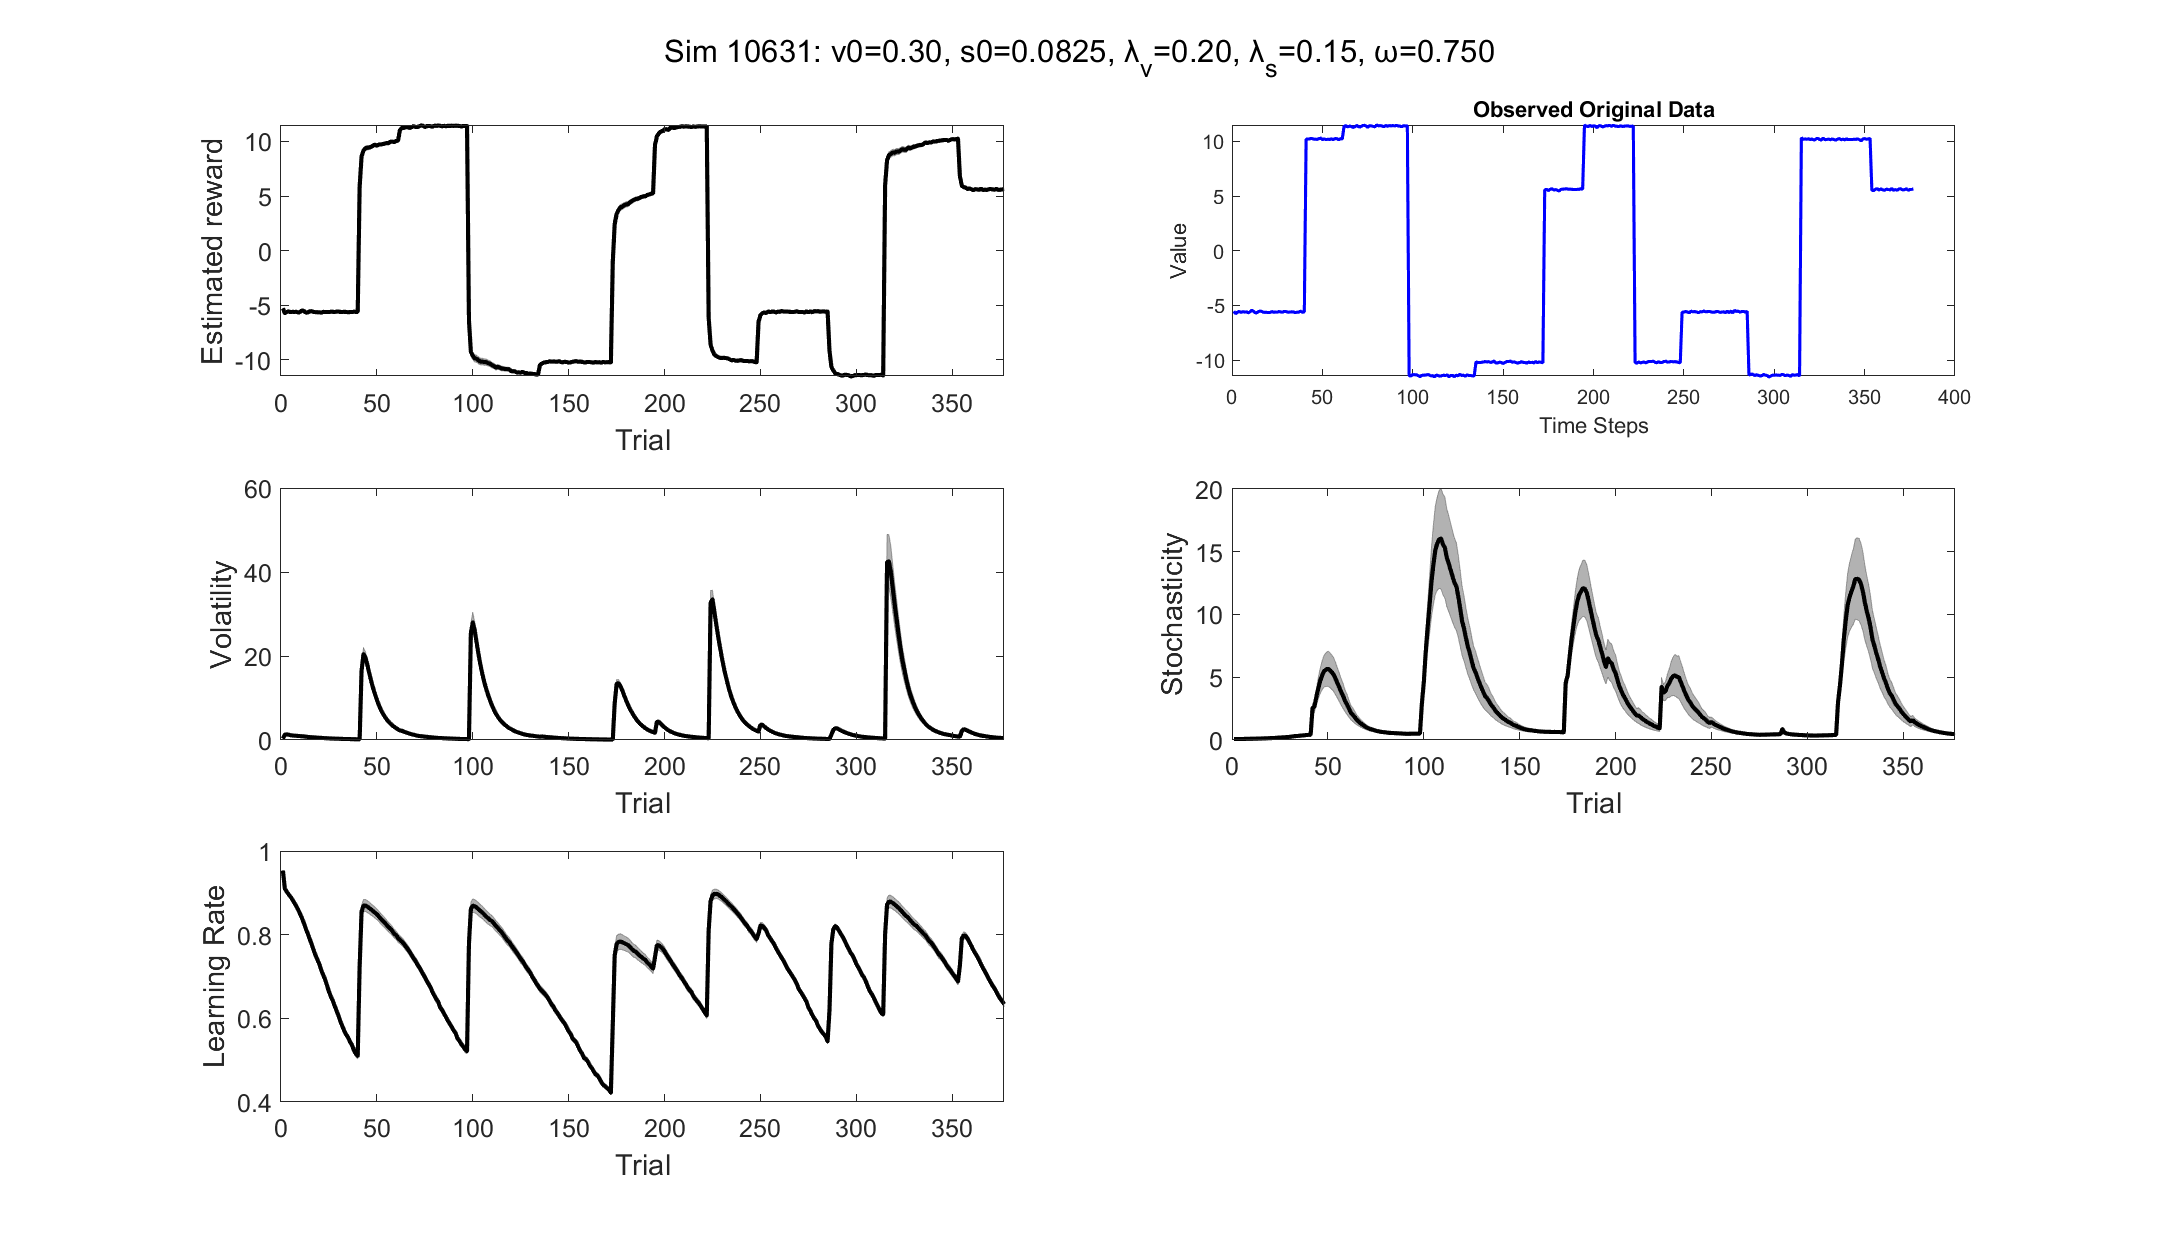 Sim 10631: v0=0.30, s0=0.0825, λ_v=0.20, λ_s=0.15, ω=0.750
Estimated reward
10
5
0
-5
-10
0 50 100 150 200 250 300 350
Trial
Observed Original Data
Value
10
5
0
-5
-10
0 50 100 150 200 250 300 350 400
Time Steps
Volatility
60
40
20
0
0 50 100 150 200 250 300 350
Trial
Stochasticity
20
15
10
5
0
0 50 100 150 200 250 300 350
Trial
Learning Rate
1
0.8
0.6
0.4
0 50 100 150 200 250 300 350
Trial